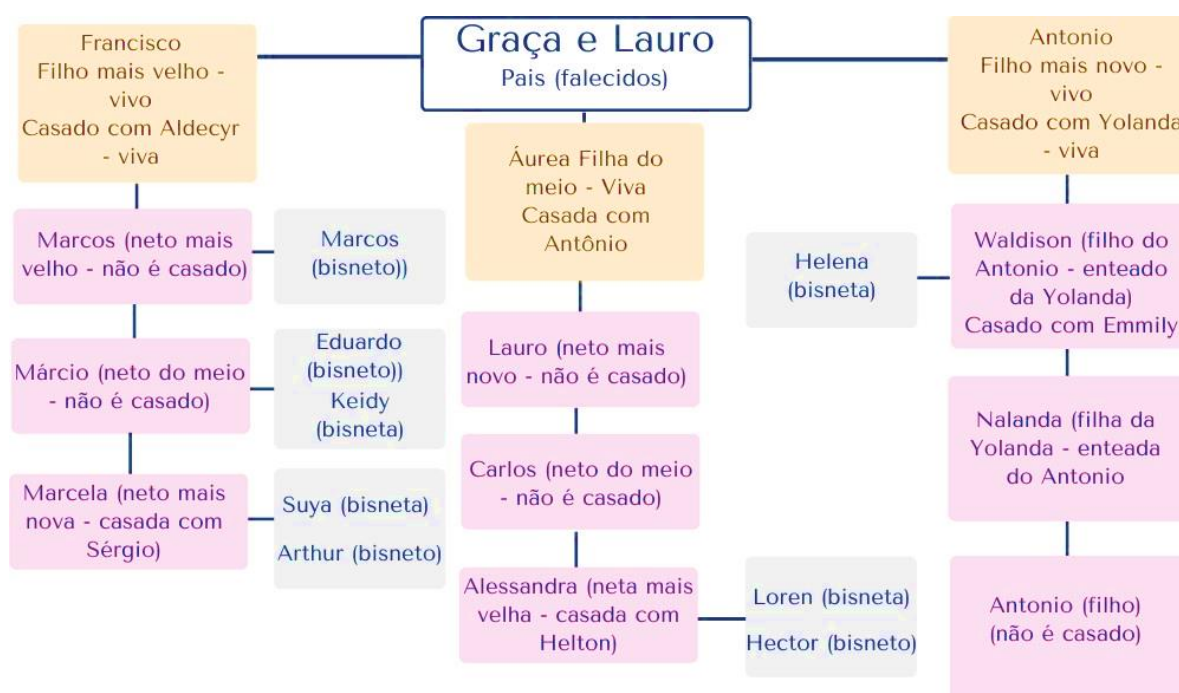 Graça e Lauro
Pais (falecidos)
Francisco
Filho mais velho -
vivo
Casado com Aldecyr
- viva
Marcos (neto mais
velho - não é casado)
Marcos
(bisneto))
Márcio (neto do meio
- não é casado)
Eduardo
(bisneto))
Keidy
(bisneta)
Marcela (neto mais
nova - casada com
Sérgio)
Suya (bisneta)
Arthur (bisneto)
Áurea Filha do
meio - Viva
Casada com
Antônio
Lauro (neto mais
novo - não é casado)
Carlos (neto do meio
- não é casado)
Alessandra (neta mais
velha - casada com
Helton)
Loren (bisneta)
Hector (bisneto)
Antonio
Filho mais novo -
vivo
Casado com Yolanda
- viva
Waldison (filho do
Antonio - enteado
da Yolanda)
Casado com Emmily
Helena
(bisneta)
Nalanda (filha da
Yolanda - enteada
do Antonio
Antonio (filho)
(não é casado)